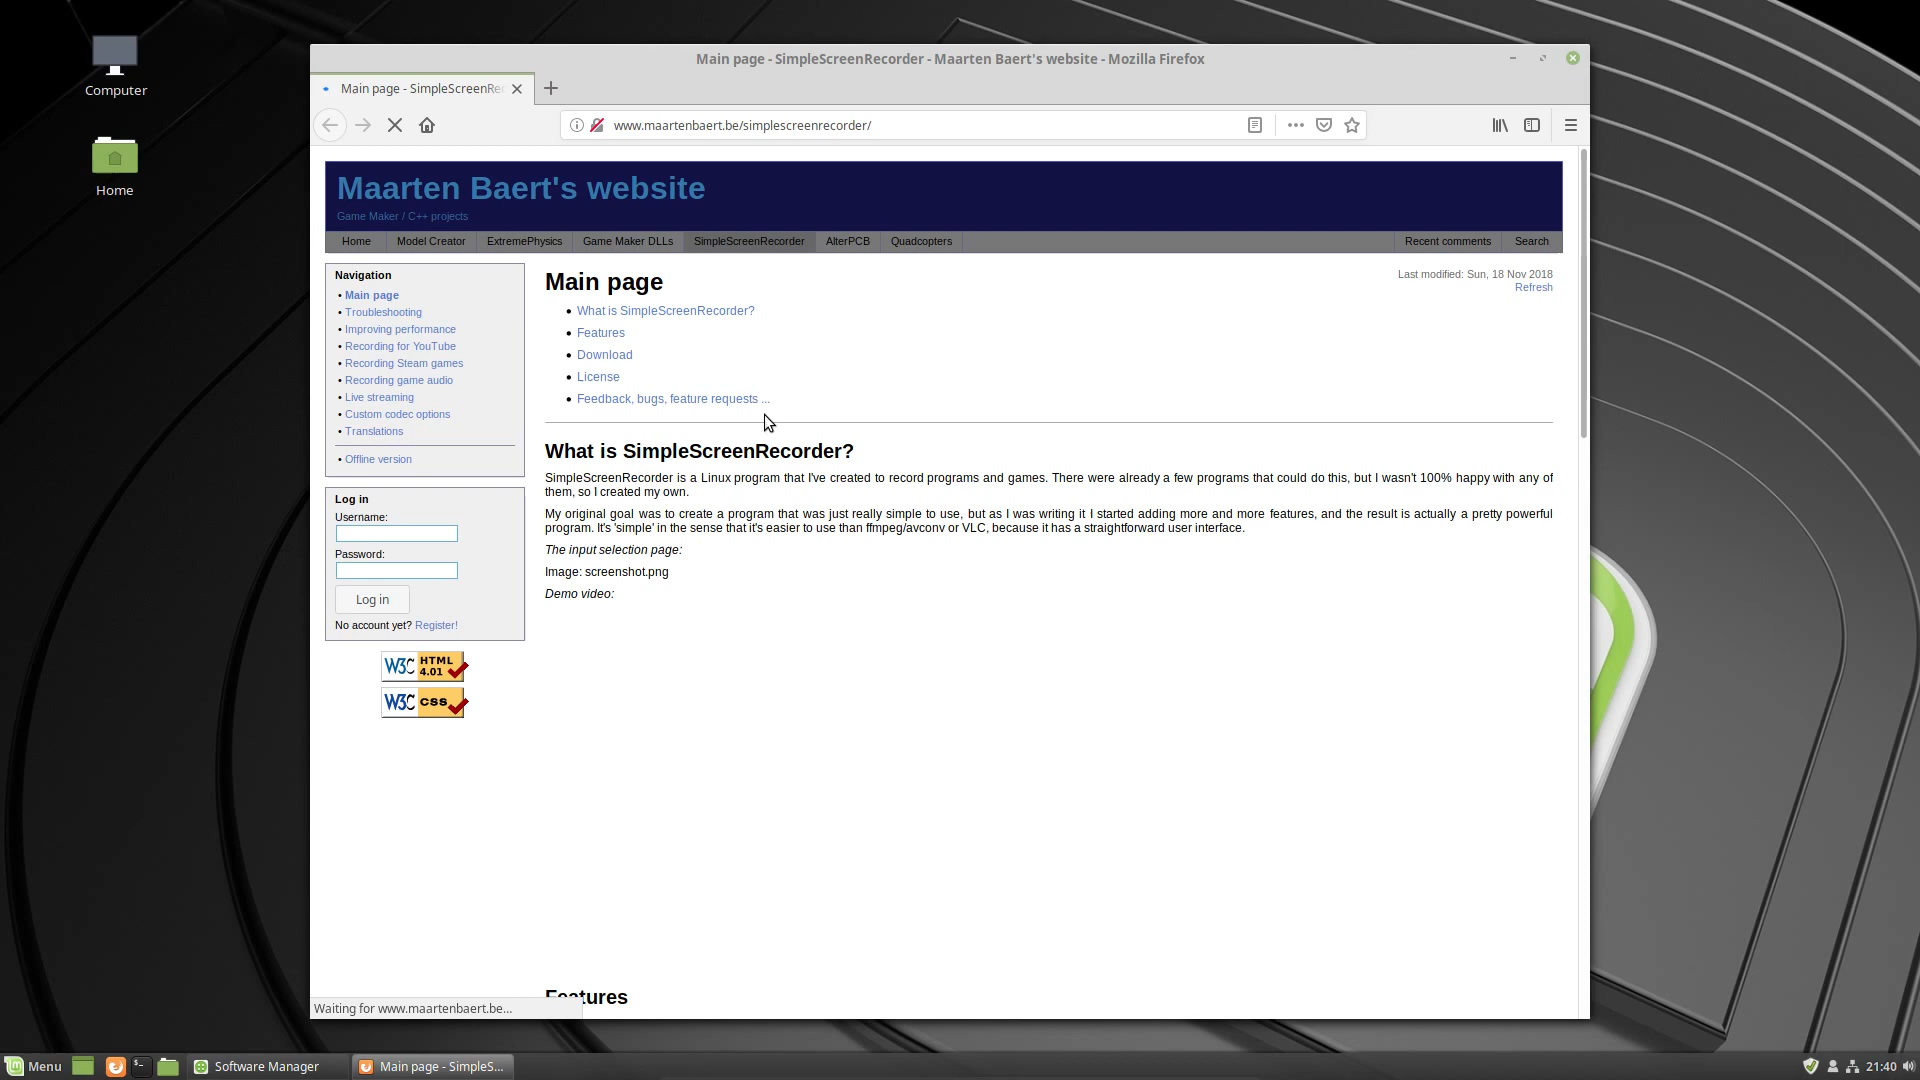 Computer
Home
Main page - SimpleScreenRecorder - Maarten Baert's website - Mozilla Firefox
Main page - SimpleScreenRe
www.maartenbaert.be/simplescreenrecorder/
Maarten Baert's website
Game Maker / C++ projects
Home Model Creator ExtremePhysics Game Maker DLLs SimpleScreenRecorder AlterPCB Quadcopters Recent comments Search
Navigation
• Main page
• Troubleshooting
• Improving performance
• Recording for YouTube
• Recording Steam games
• Recording game audio
• Live streaming
• Custom codec options
• Translations
• Offline version
Log in
Username:
Password:
Log in
No account yet? Register!
W3C HTML 4.01
W3C CSS
Main page
Last modified: Sun, 18 Nov 2018
Refresh
• What is SimpleScreenRecorder?
• Features
• Download
• License
• Feedback, bugs, feature requests ...
What is SimpleScreenRecorder?
SimpleScreenRecorder is a Linux program that I've created to record programs and games. There were already a few programs that could do this, but I wasn't 100% happy with any of
them, so I created my own.
My original goal was to create a program that was just really simple to use, but as I was writing it I started adding more and more features, and the result is actually a pretty powerful
program. It's 'simple' in the sense that it's easier to use than ffmpeg/avconv or VLC, because it has a straightforward user interface.
The input selection page:
Image: screenshot.png
Demo video:
Features
Waiting for www.maartenbaert.be...
Menu Software Manager Main page - SimpleS... 21:40